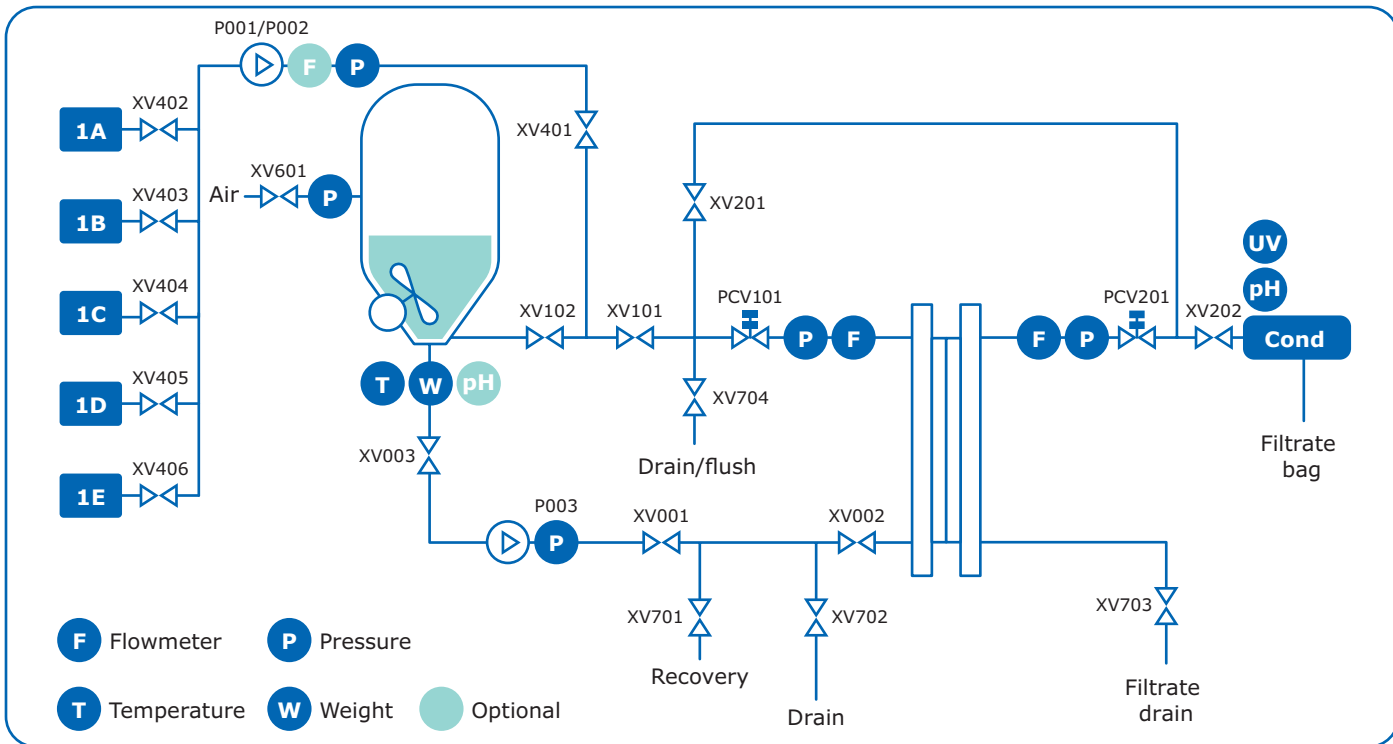 P001/P002
F
P
XV402
1A
XV401
XV601
Air
P
XV403
1B
XV201
UV
pH
XV404
1C
XV102
XV101
PCV101
P
F
F
P
PCV201
XV202
Cond
T
W
pH
XV405
1D
XV704
Drain/flush
Filtrate
bag
XV003
XV406
1E
P003
P
XV001
XV002
XV701
XV702
XV703
Recovery
Drain
Filtrate
drain
F Flowmeter
P Pressure
T Temperature
W Weight
Optional